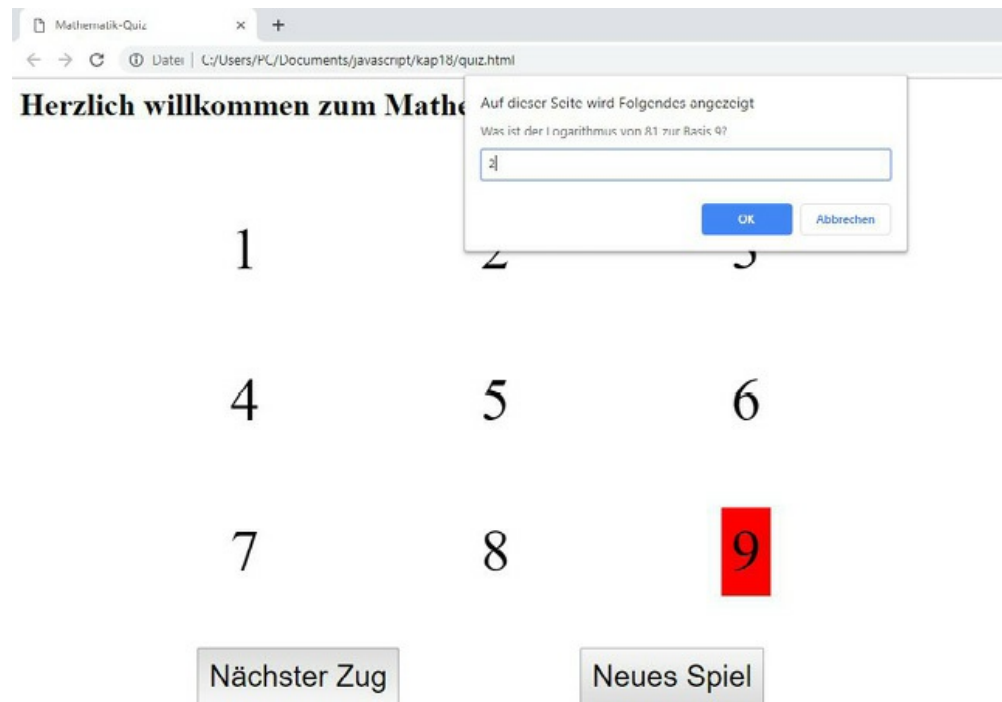 Mathematik-Quiz × +
← → C ⓘ Datei | C:/Users/PC/Documents/javascript/kap18/quiz.html
Herzlich willkommen zum Mathe
Auf dieser Seite wird Folgendes angezeigt
Was ist der Logarithmus von 81 zur Basis 9?
2
OK Abbrechen
1 2 3
4 5 6
7 8 9
Nächster Zug Neues Spiel